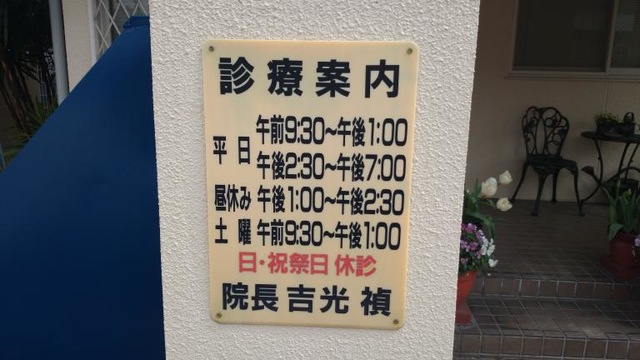 診療案内
平日 午前9:30~午後1:00
午後2:30~午後7:00
昼休み 午後1:00~午後2:30
土曜 午前9:30~午後1:00
日・祝祭日 休診
院長 吉光 禎